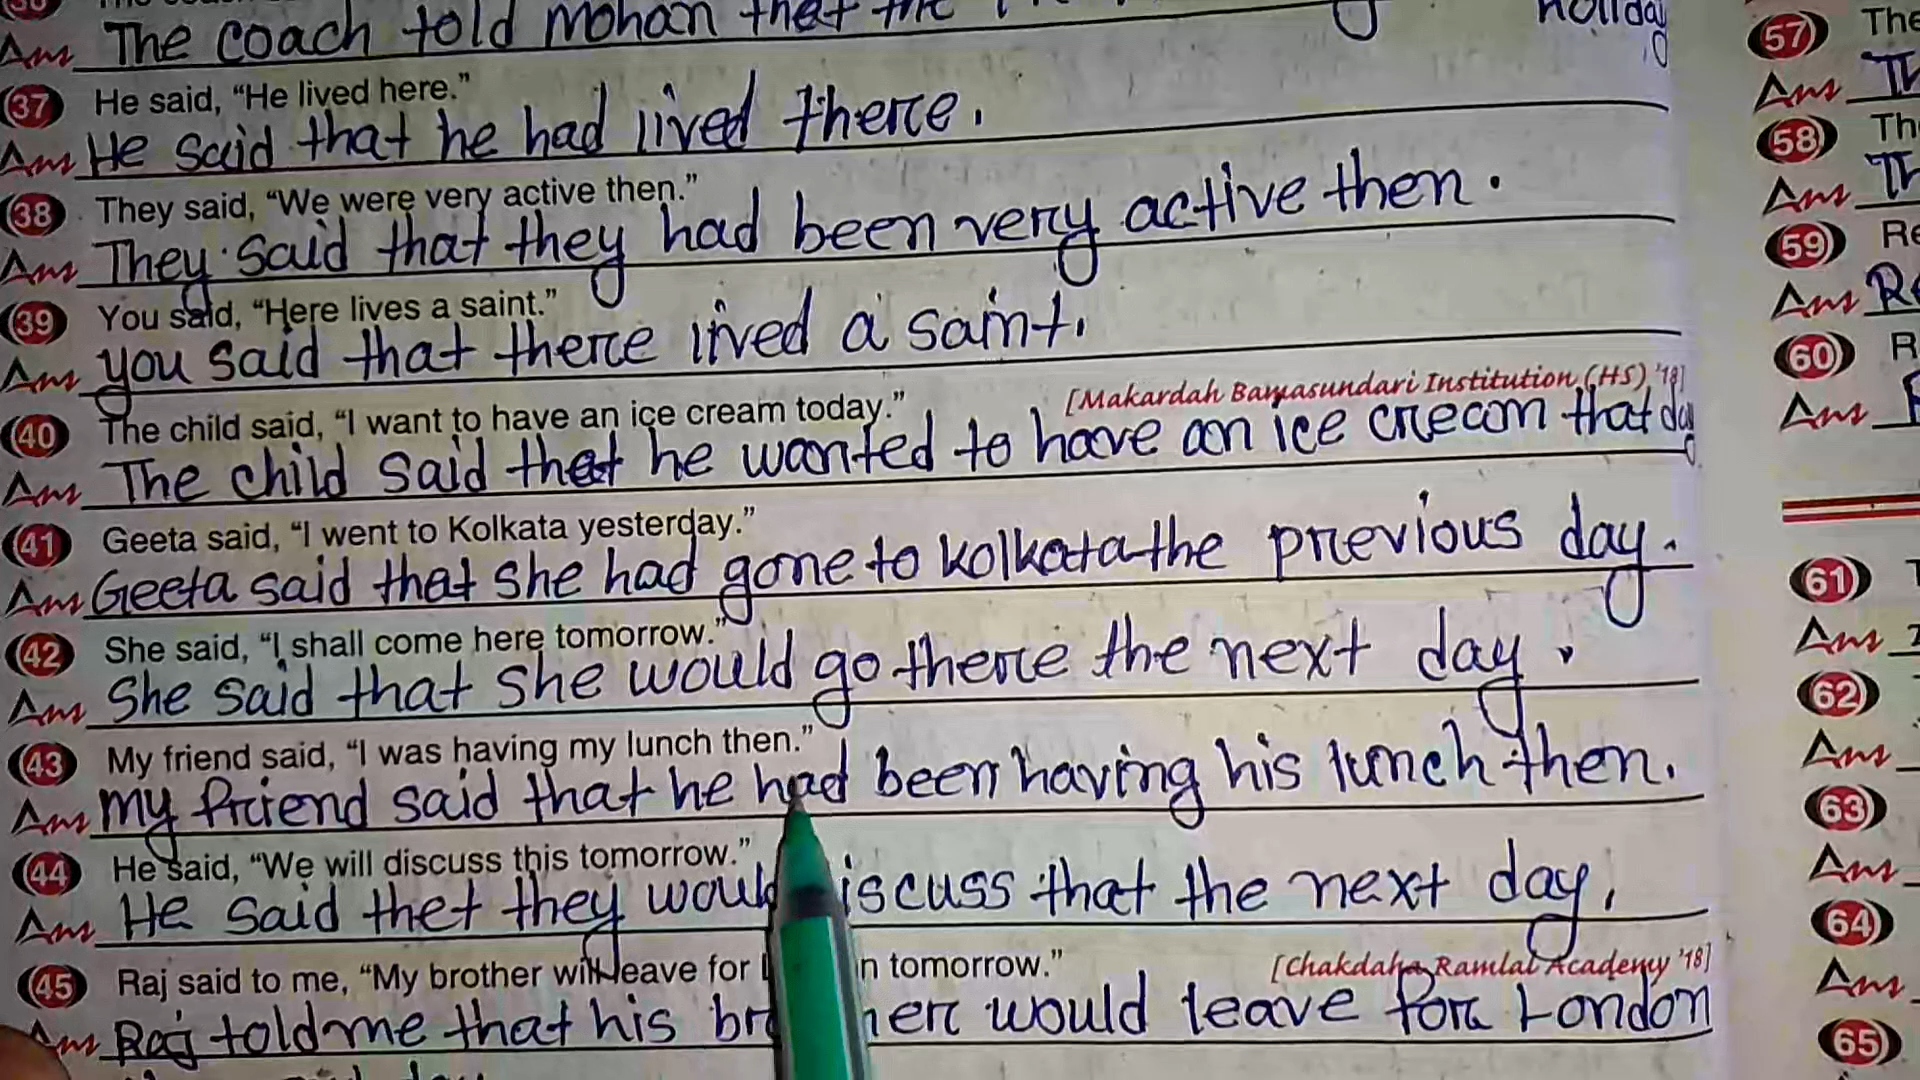 Ans The coach told Mohan that the
holiday
37 He said, “He lived here.”
Ans He said that he had lived there.
38 They said, “We were very active then.”
Ans They said that they had been very active then.
39 You said, “Here lives a saint.”
Ans you said that there lived a saint.
40 The child said, “I want to have an ice cream today.” [Makardah Bamasundari Institution (HS) '18]
Ans The child said that he wanted to have an ice cream that day
41 Geeta said, “I went to Kolkata yesterday.”
Ans Geeta said that she had gone to kolkata the previous day.
42 She said, “I shall come here tomorrow.”
Ans She said that she would go there the next day.
43 My friend said, “I was having my lunch then.”
Ans my friend said that he had been having his lunch then.
44 He said, “We will discuss this tomorrow.”
Ans He said thet they would iscuss that the next day.
45 Raj said to me, “My brother will leave for L n tomorrow.” [Chakdaha Ramlal Academy '18]
Ans Raj told me that his br her would leave for London
57 The
Ans Th
58 Th
Ans Th
59 Re
Ans Re
60 R
Ans
61 T
Ans
62
Ans
63
Ans
64
Ans
65